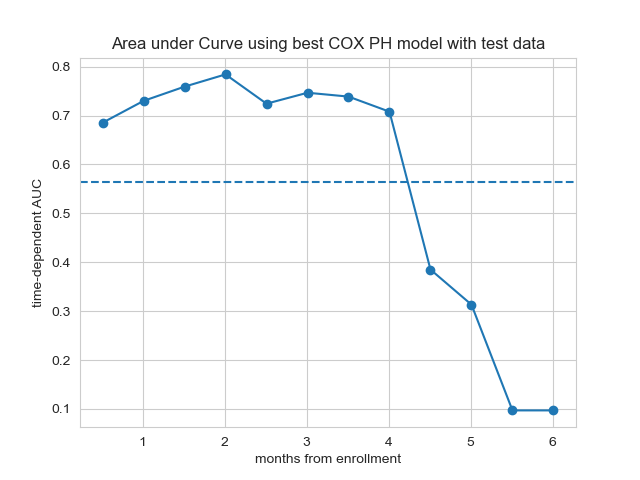 Area under Curve using best COX PH model with test data
0.8
0.7
0.6
0.5
0.4
0.3
0.2
0.1
time-dependent AUC
1 2 3 4 5 6
months from enrollment